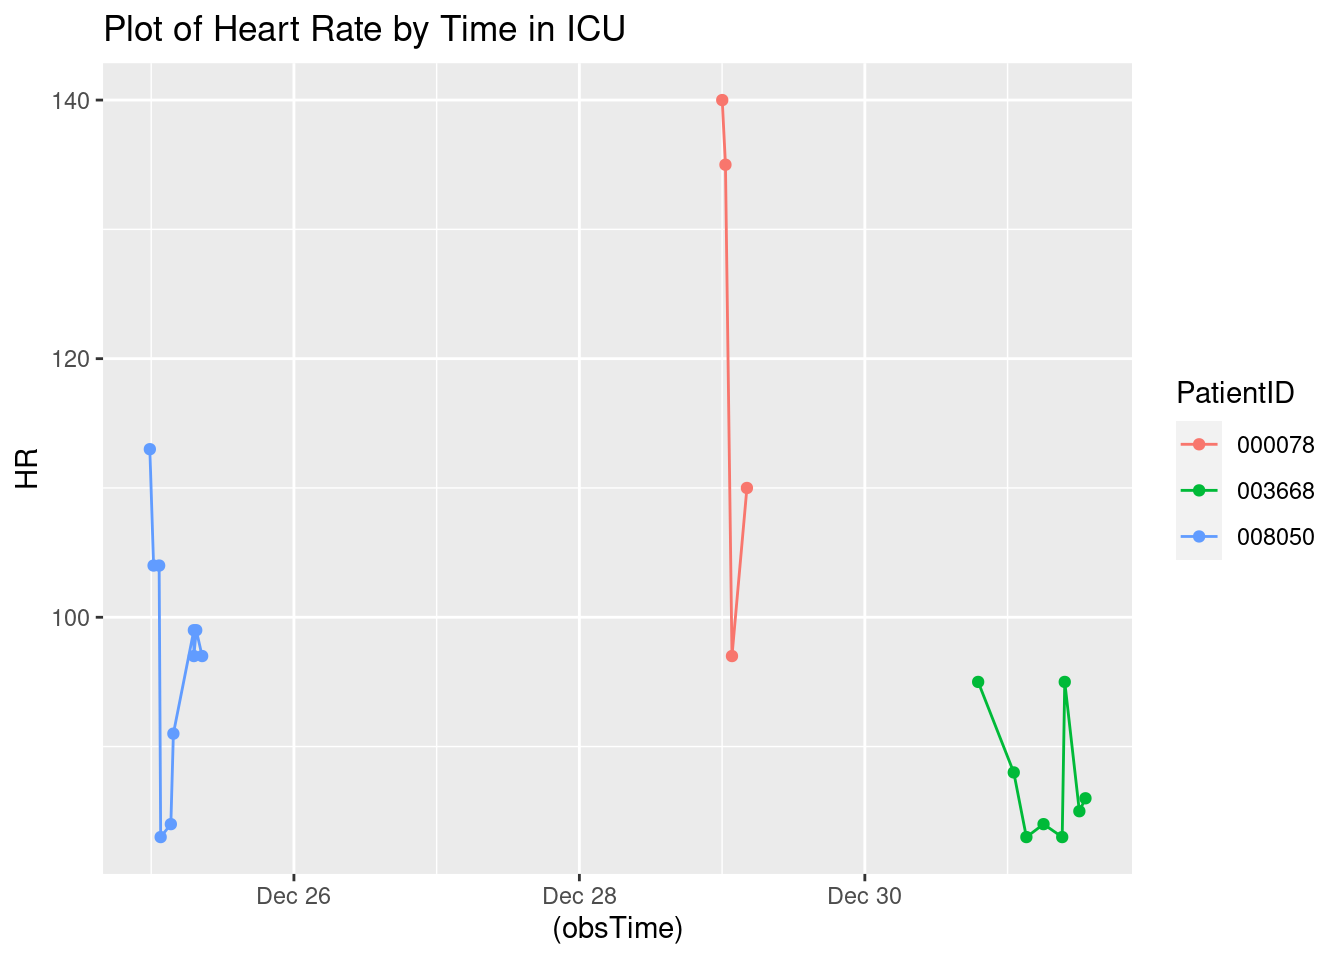 Plot of Heart Rate by Time in ICU
140
120
100
HR
Dec 26
Dec 28
Dec 30
(obsTime)
PatientID
000078
003668
008050